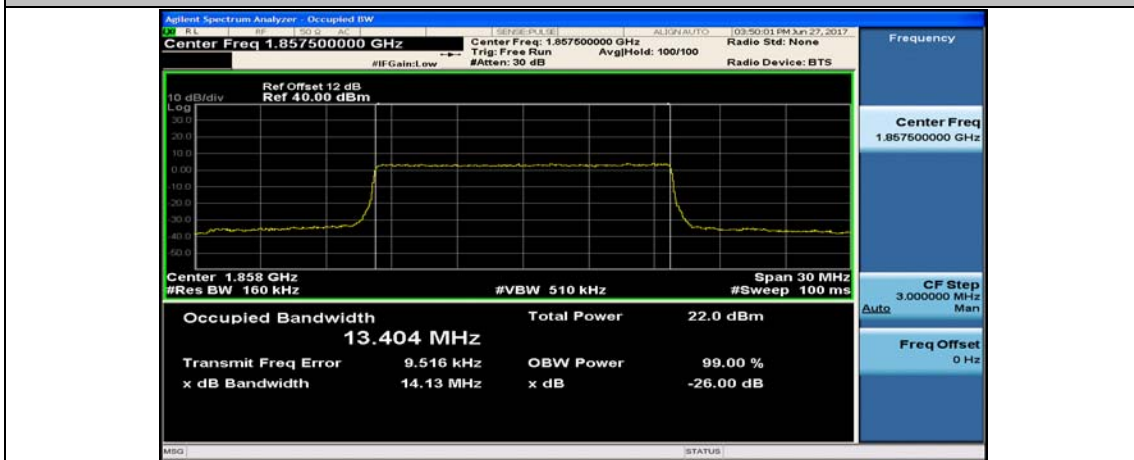 Agilent Spectrum Analyzer - Occupied BW
RL RF 50 Ω AC SENSE:PULSE ALIGN AUTO 03:50:01 PM Jun 27, 2017
Center Freq 1.857500000 GHz
Center Freq: 1.857500000 GHz
Radio Std: None
Trig: Free Run Avg|Hold: 100/100
#IFGain:Low
#Atten: 30 dB
Radio Device: BTS
Ref Offset 12 dB
10 dB/div Ref 40.00 dBm
Log
30.0
20.0
10.0
0.00
-10.0
-20.0
-30.0
-40.0
-50.0
Center 1.858 GHz Span 30 MHz
#Res BW 160 kHz #VBW 510 kHz #Sweep 100 ms
Occupied Bandwidth Total Power 22.0 dBm
13.404 MHz
Transmit Freq Error 9.516 kHz OBW Power 99.00 %
x dB Bandwidth 14.13 MHz x dB -26.00 dB
MSG STATUS
Frequency
Center Freq
1.857500000 GHz
CF Step
3.000000 MHz
Auto Man
Freq Offset
0 Hz